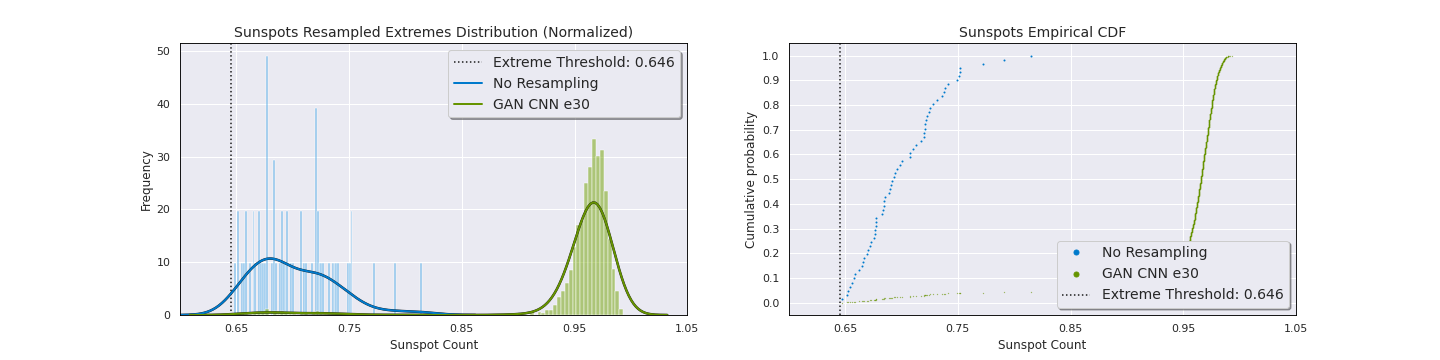 Sunspots Resampled Extremes Distribution (Normalized)
50
40
30
20
10
0
Frequency
Extreme Threshold: 0.646
No Resampling
GAN CNN e30
0.65
0.75
0.85
0.95
1.05
Sunspot Count
Sunspots Empirical CDF
1.0
0.9
0.8
0.7
0.6
0.5
0.4
0.3
0.2
0.1
0.0
Cumulative probability
No Resampling
GAN CNN e30
Extreme Threshold: 0.646
0.65
0.75
0.85
0.95
1.05
Sunspot Count